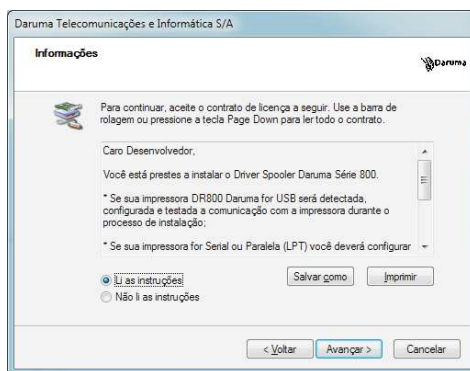 Daruma Telecomunicações e Informática S/A
Informações
Daruma
Para continuar, aceite o contrato de licença a seguir. Use a barra de
rolagem ou pressione a tecla Page Down para ler todo o contrato.
Caro Desenvolvedor,
Você está prestes a instalar o Driver Spooler Daruma Série 800.
* Se sua impressora DR800 Daruma for USB será detectada,
configurada e testada a comunicação com a impressora durante o
processo de instalação;
* Se sua impressora for Serial ou Paralela (LPT) você deverá configurar
Li as instruções
Não li as instruções
Salvar como
Imprimir
< Voltar
Avançar >
Cancelar